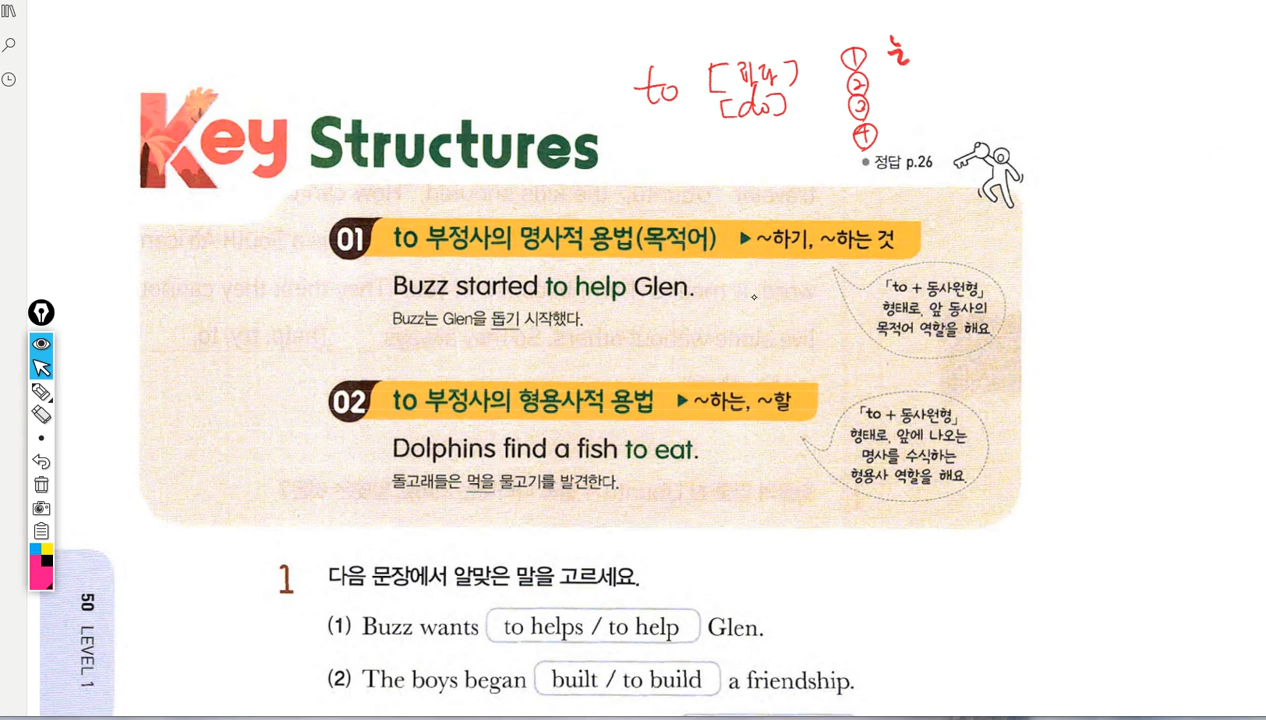 to [하다]
[do]
① 는
②
③
④
Key Structures
● 정답 p.26
01 to 부정사의 명사적 용법(목적어) ▶ ~하기, ~하는 것
Buzz started to help Glen.
Buzz는 Glen을 돕기 시작했다.
「to + 동사원형」
형태로, 앞 동사의
목적어 역할을 해요
02 to 부정사의 형용사적 용법 ▶ ~하는, ~할
Dolphins find a fish to eat.
돌고래들은 먹을 물고기를 발견한다.
「to + 동사원형」
형태로, 앞에 나오는
명사를 수식하는
형용사 역할을 해요.
1 다음 문장에서 알맞은 말을 고르세요.
(1) Buzz wants to helps / to help Glen.
(2) The boys began built / to build a friendship.
50 LEVEL 1